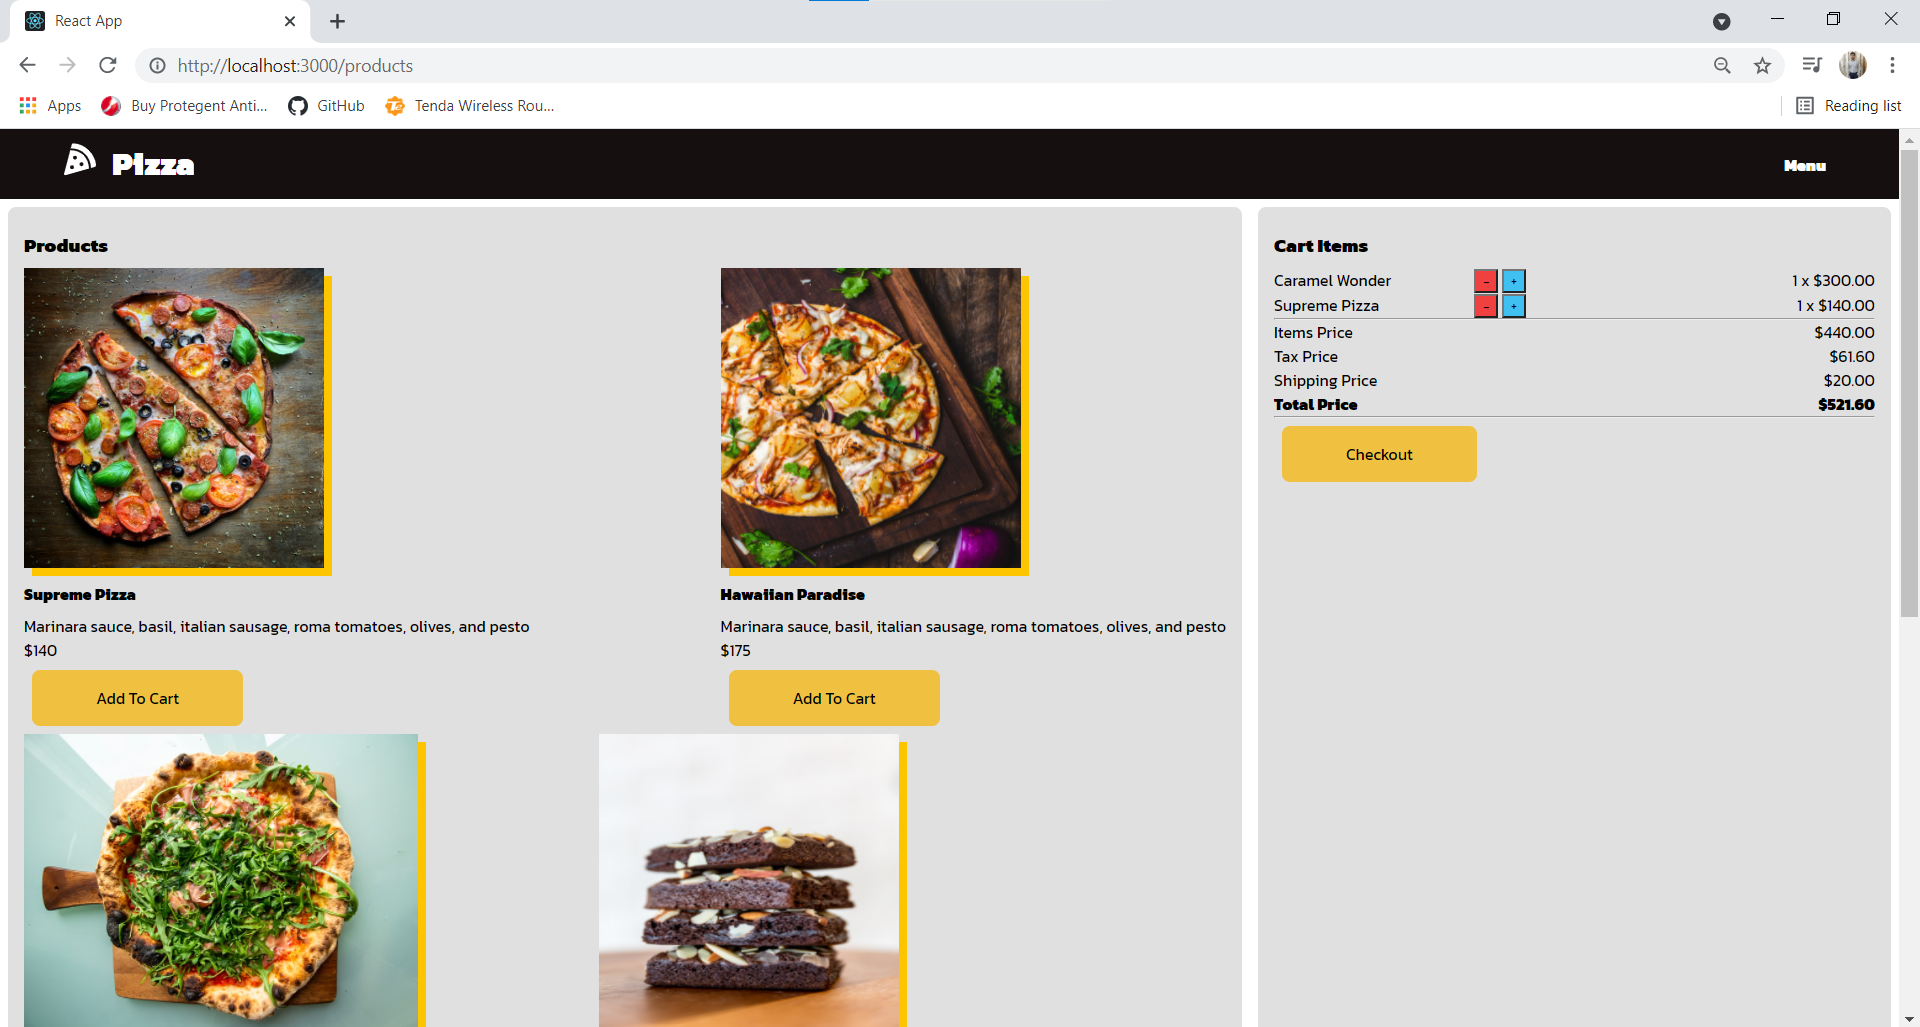 React App
http://localhost:3000/products
Apps
Buy Protegent Anti...
GitHub
Tenda Wireless Rou...
Reading list
Pizza
Menu
Products
Supreme Pizza
Marinara sauce, basil, italian sausage, roma tomatoes, olives, and pesto
$140
Add To Cart
Hawaiian Paradise
Marinara sauce, basil, italian sausage, roma tomatoes, olives, and pesto
$175
Add To Cart
Cart Items
Caramel Wonder - + 1 x $300.00
Supreme Pizza - + 1 x $140.00
Items Price $440.00
Tax Price $61.60
Shipping Price $20.00
Total Price $521.60
Checkout